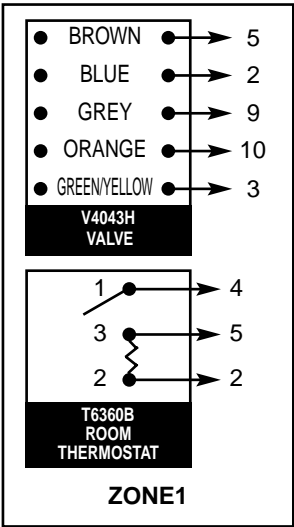 BROWN 5
BLUE 2
GREY 9
ORANGE 10
GREEN/YELLOW 3
V4043H
VALVE
1 4
3 5
2 2
T6360B
ROOM
THERMOSTAT
ZONE1